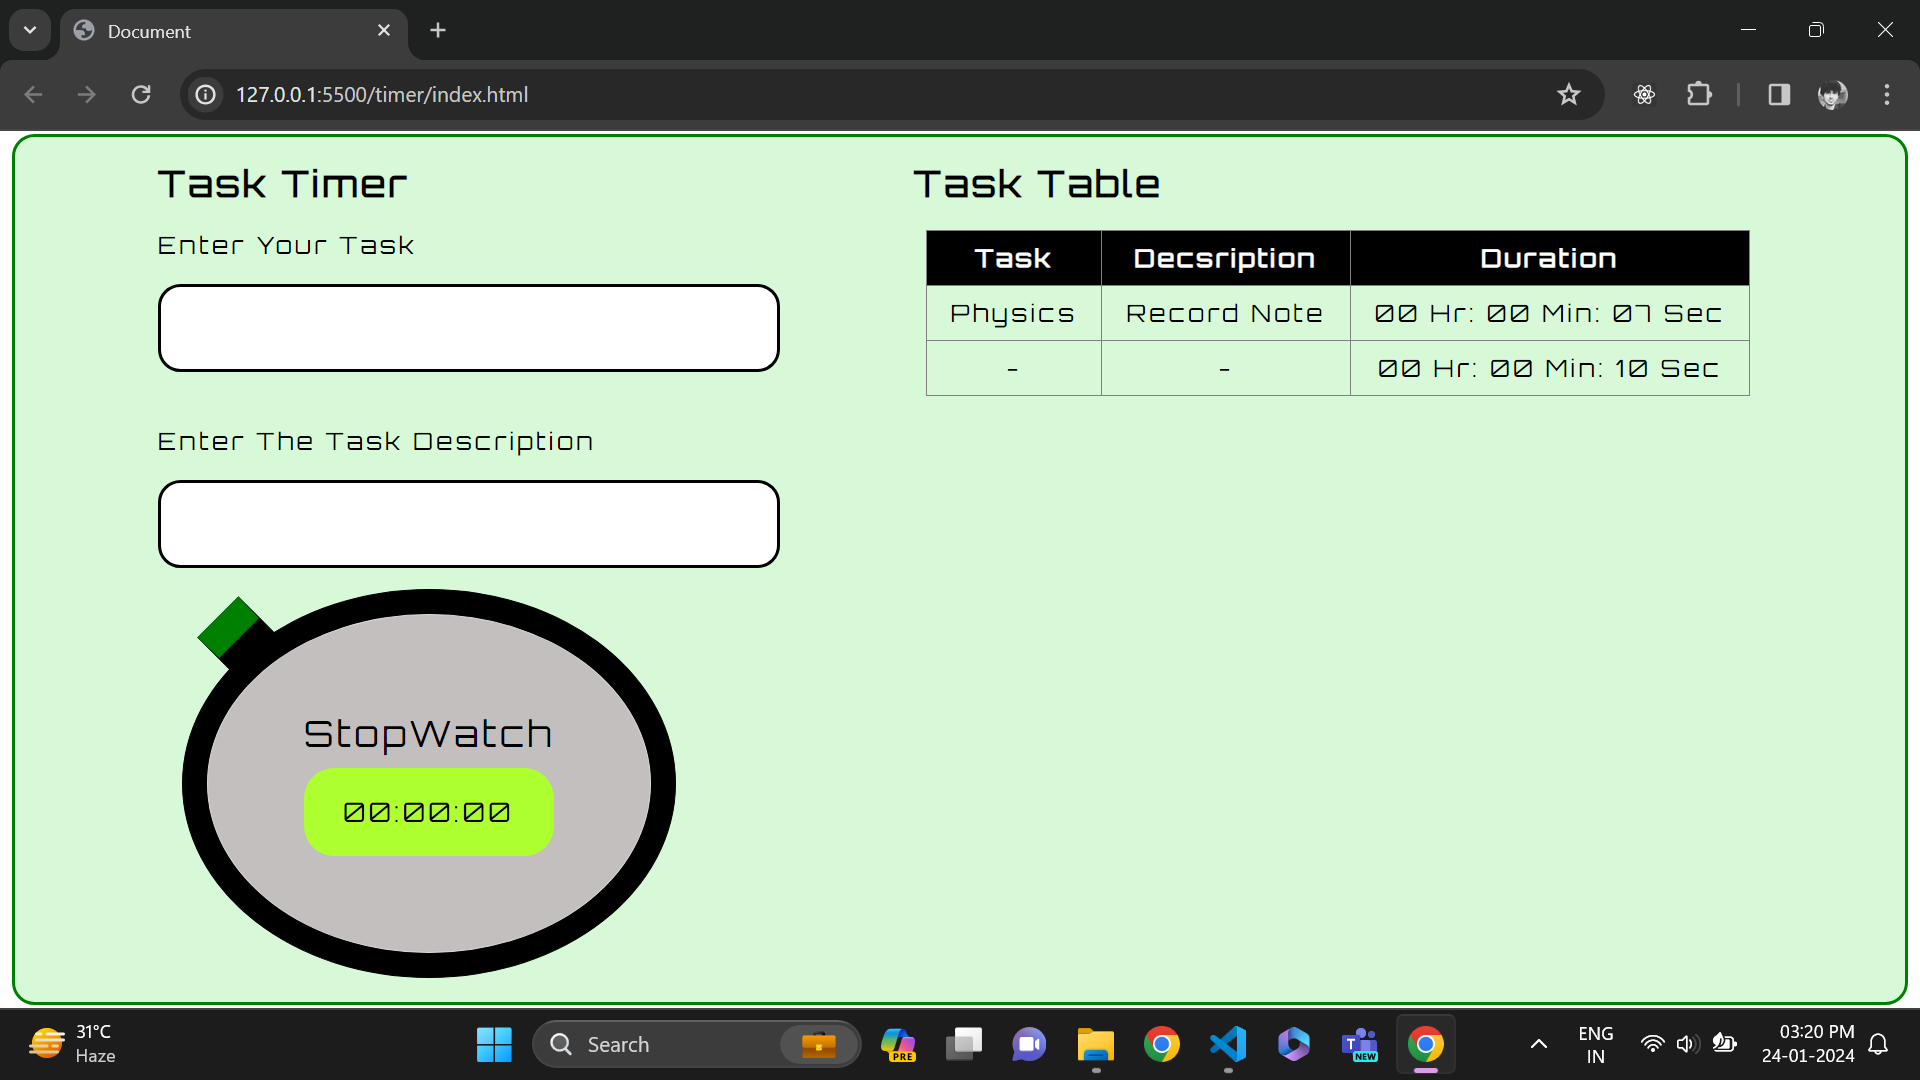 Document
127.0.0.1:5500/timer/index.html
Task Timer
Enter Your Task
Enter The Task Description
StopWatch
00:00:00
Task Table
Task Decsription Duration
Physics Record Note 00 Hr: 00 Min: 07 Sec
- - 00 Hr: 00 Min: 10 Sec
31°C
Haze
Search
PRE
T
NEW
ENG
IN
03:20 PM
24-01-2024